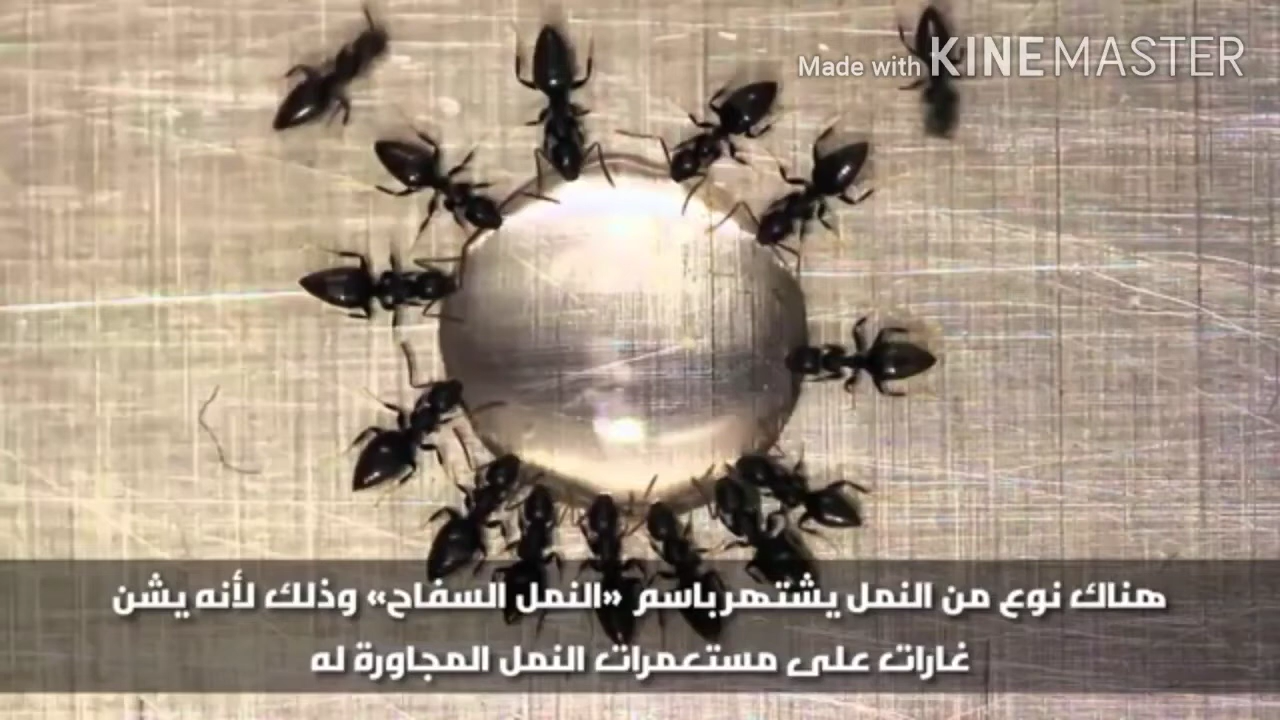 Made with KINEMASTER
هناك نوع من النمل يشتهر باسم «النمل السفاح» وذلك لأنه يشن
غارات على مستعمرات النمل المجاورة له